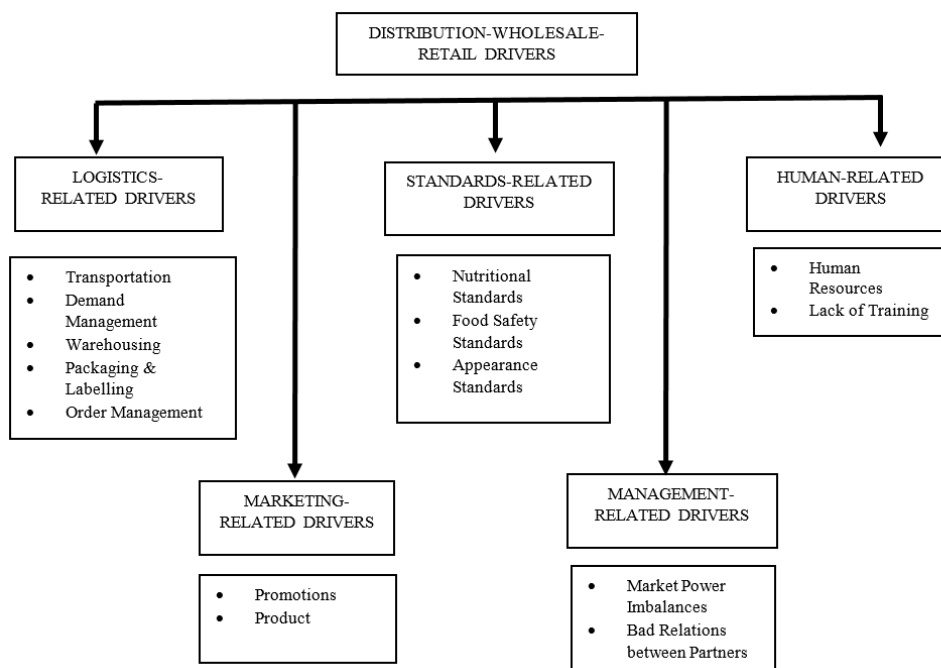 DISTRIBUTION-WHOLESALE-
RETAIL DRIVERS
LOGISTICS-
RELATED DRIVERS
STANDARDS-RELATED
DRIVERS
HUMAN-RELATED
DRIVERS
• Transportation
• Demand
Management
• Warehousing
• Packaging &
Labelling
• Order Management
• Nutritional
Standards
• Food Safety
Standards
• Appearance
Standards
• Human
Resources
• Lack of Training
MARKETING-
RELATED DRIVERS
MANAGEMENT-
RELATED DRIVERS
• Promotions
• Product
• Market Power
Imbalances
• Bad Relations
between Partners